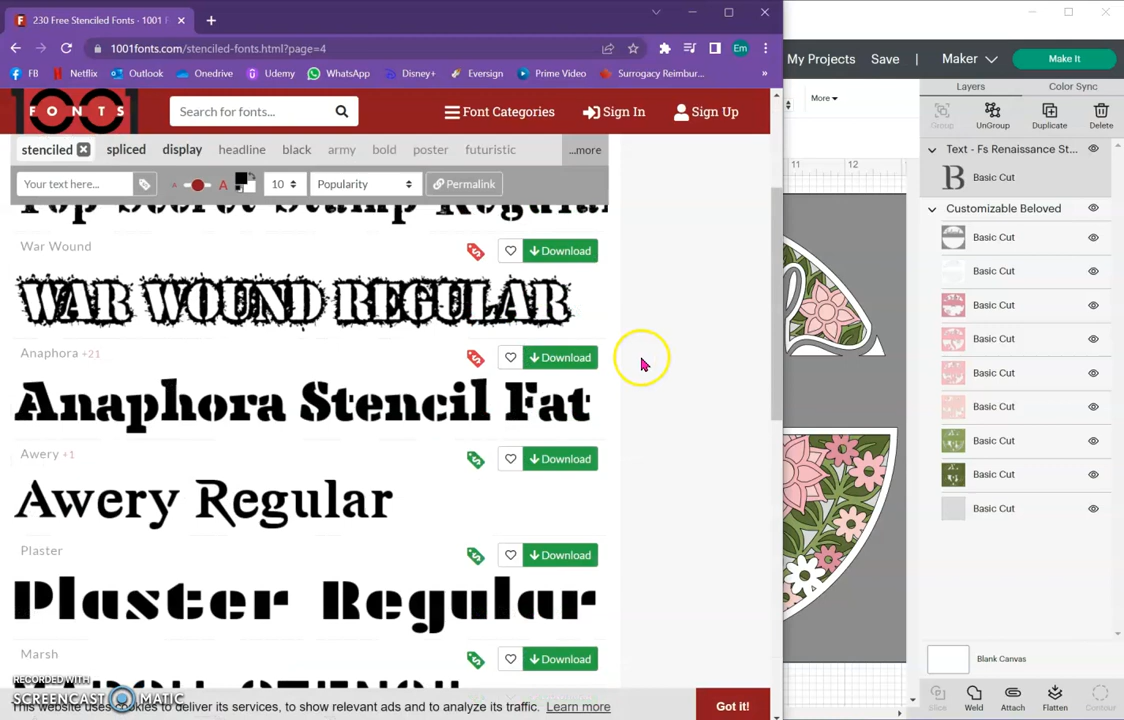 230 Free Stenciled Fonts · 1001 F
1001fonts.com/stenciled-fonts.html?page=4
Em
FB Netflix Outlook Onedrive Udemy WhatsApp Disney+ Eversign Prime Video Surrogacy Reimbur... »
My Projects Save | Maker Make It
FONTS Search for fonts... Font Categories Sign In Sign Up
Layers Color Sync
More
Group UnGroup Duplicate Delete
stenciled spliced display headline black army bold poster futuristic ...more
Text - Fs Renaissance St...
11 12
Your text here... A A 10 Popularity Permalink
B Basic Cut
Top Secret Stamp Regular
Customizable Beloved
War Wound Download
Basic Cut
Basic Cut
WAR WOUND REGULAR
Basic Cut
Basic Cut
Anaphora +21 Download
Basic Cut
Anaphora Stencil Fat
Basic Cut
Basic Cut
Awery +1 Download
Basic Cut
Awery Regular
Basic Cut
Plaster Download
Plaster Regular
Marsh Download
Blank Canvas
RECORDED WITH
SCREENCAST MATIC
This website uses cookies to deliver its services, to show relevant ads and to analyze its traffic. Learn more Got it!
Slice Weld Attach Flatten Contour